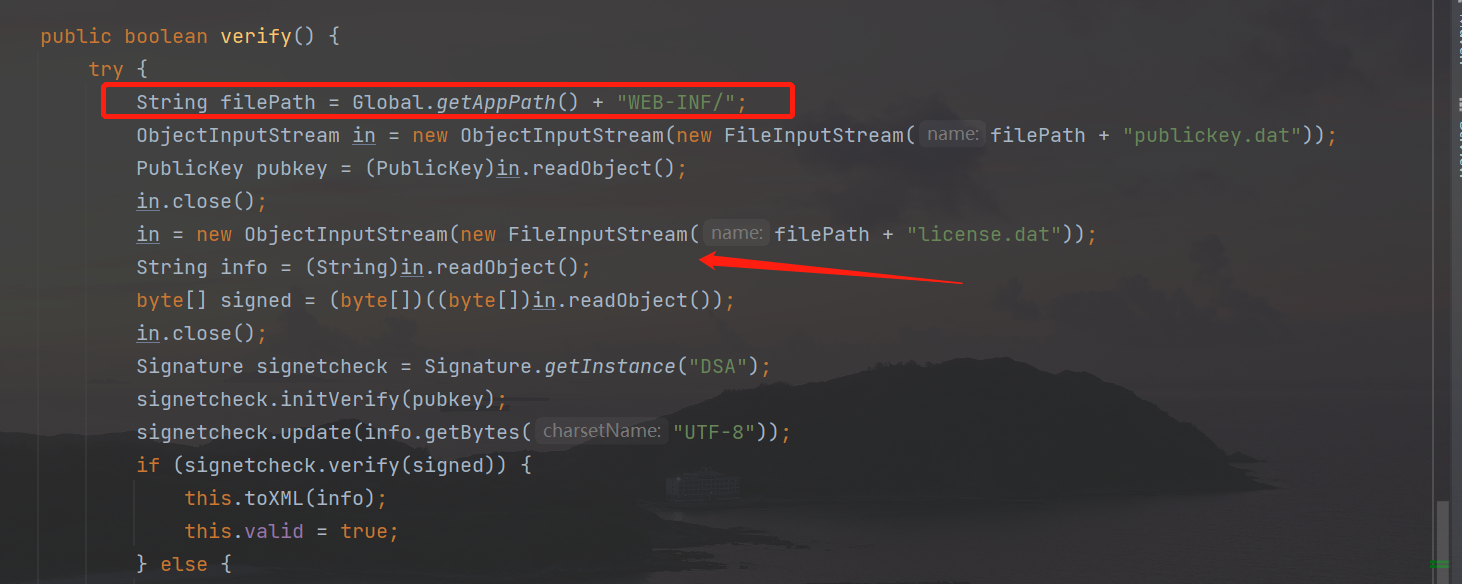 public boolean verify() {
try {
String filePath = Global.getAppPath() + "WEB-INF/";
ObjectInputStream in = new ObjectInputStream(new FileInputStream( name: filePath + "publickey.dat"));
PublicKey pubkey = (PublicKey)in.readObject();
in.close();
in = new ObjectInputStream(new FileInputStream( name: filePath + "license.dat"));
String info = (String)in.readObject();
byte[] signed = (byte[])((byte[])in.readObject());
in.close();
Signature signetcheck = Signature.getInstance("DSA");
signetcheck.initVerify(pubkey);
signetcheck.update(info.getBytes( charsetName: "UTF-8"));
if (signetcheck.verify(signed)) {
this.toXML(info);
this.valid = true;
} else {